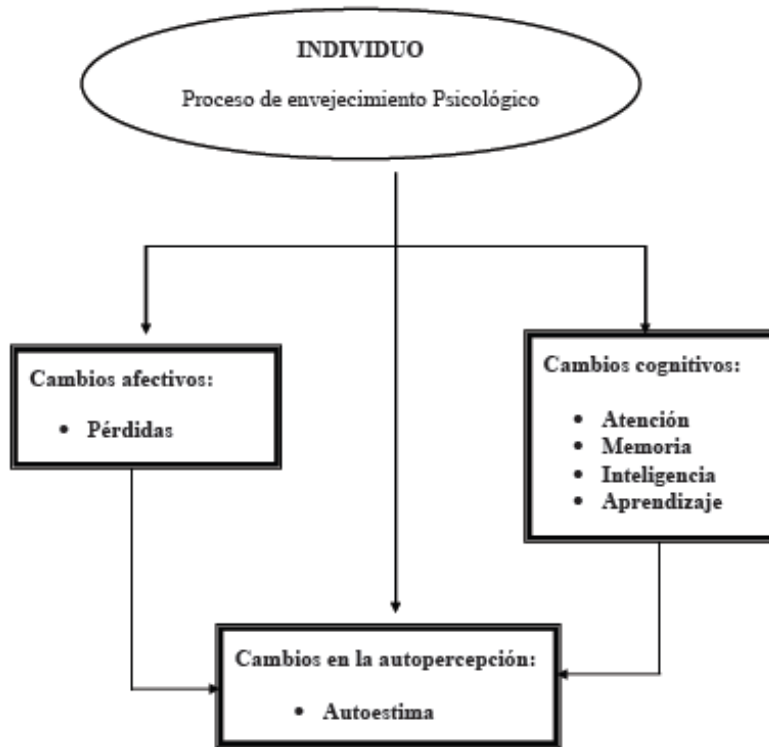 INDIVIDUO
Proceso de envejecimiento Psicológico
Cambios afectivos:
• Pérdidas
Cambios cognitivos:
• Atención
• Memoria
• Inteligencia
• Aprendizaje
Cambios en la autopercepción:
• Autoestima